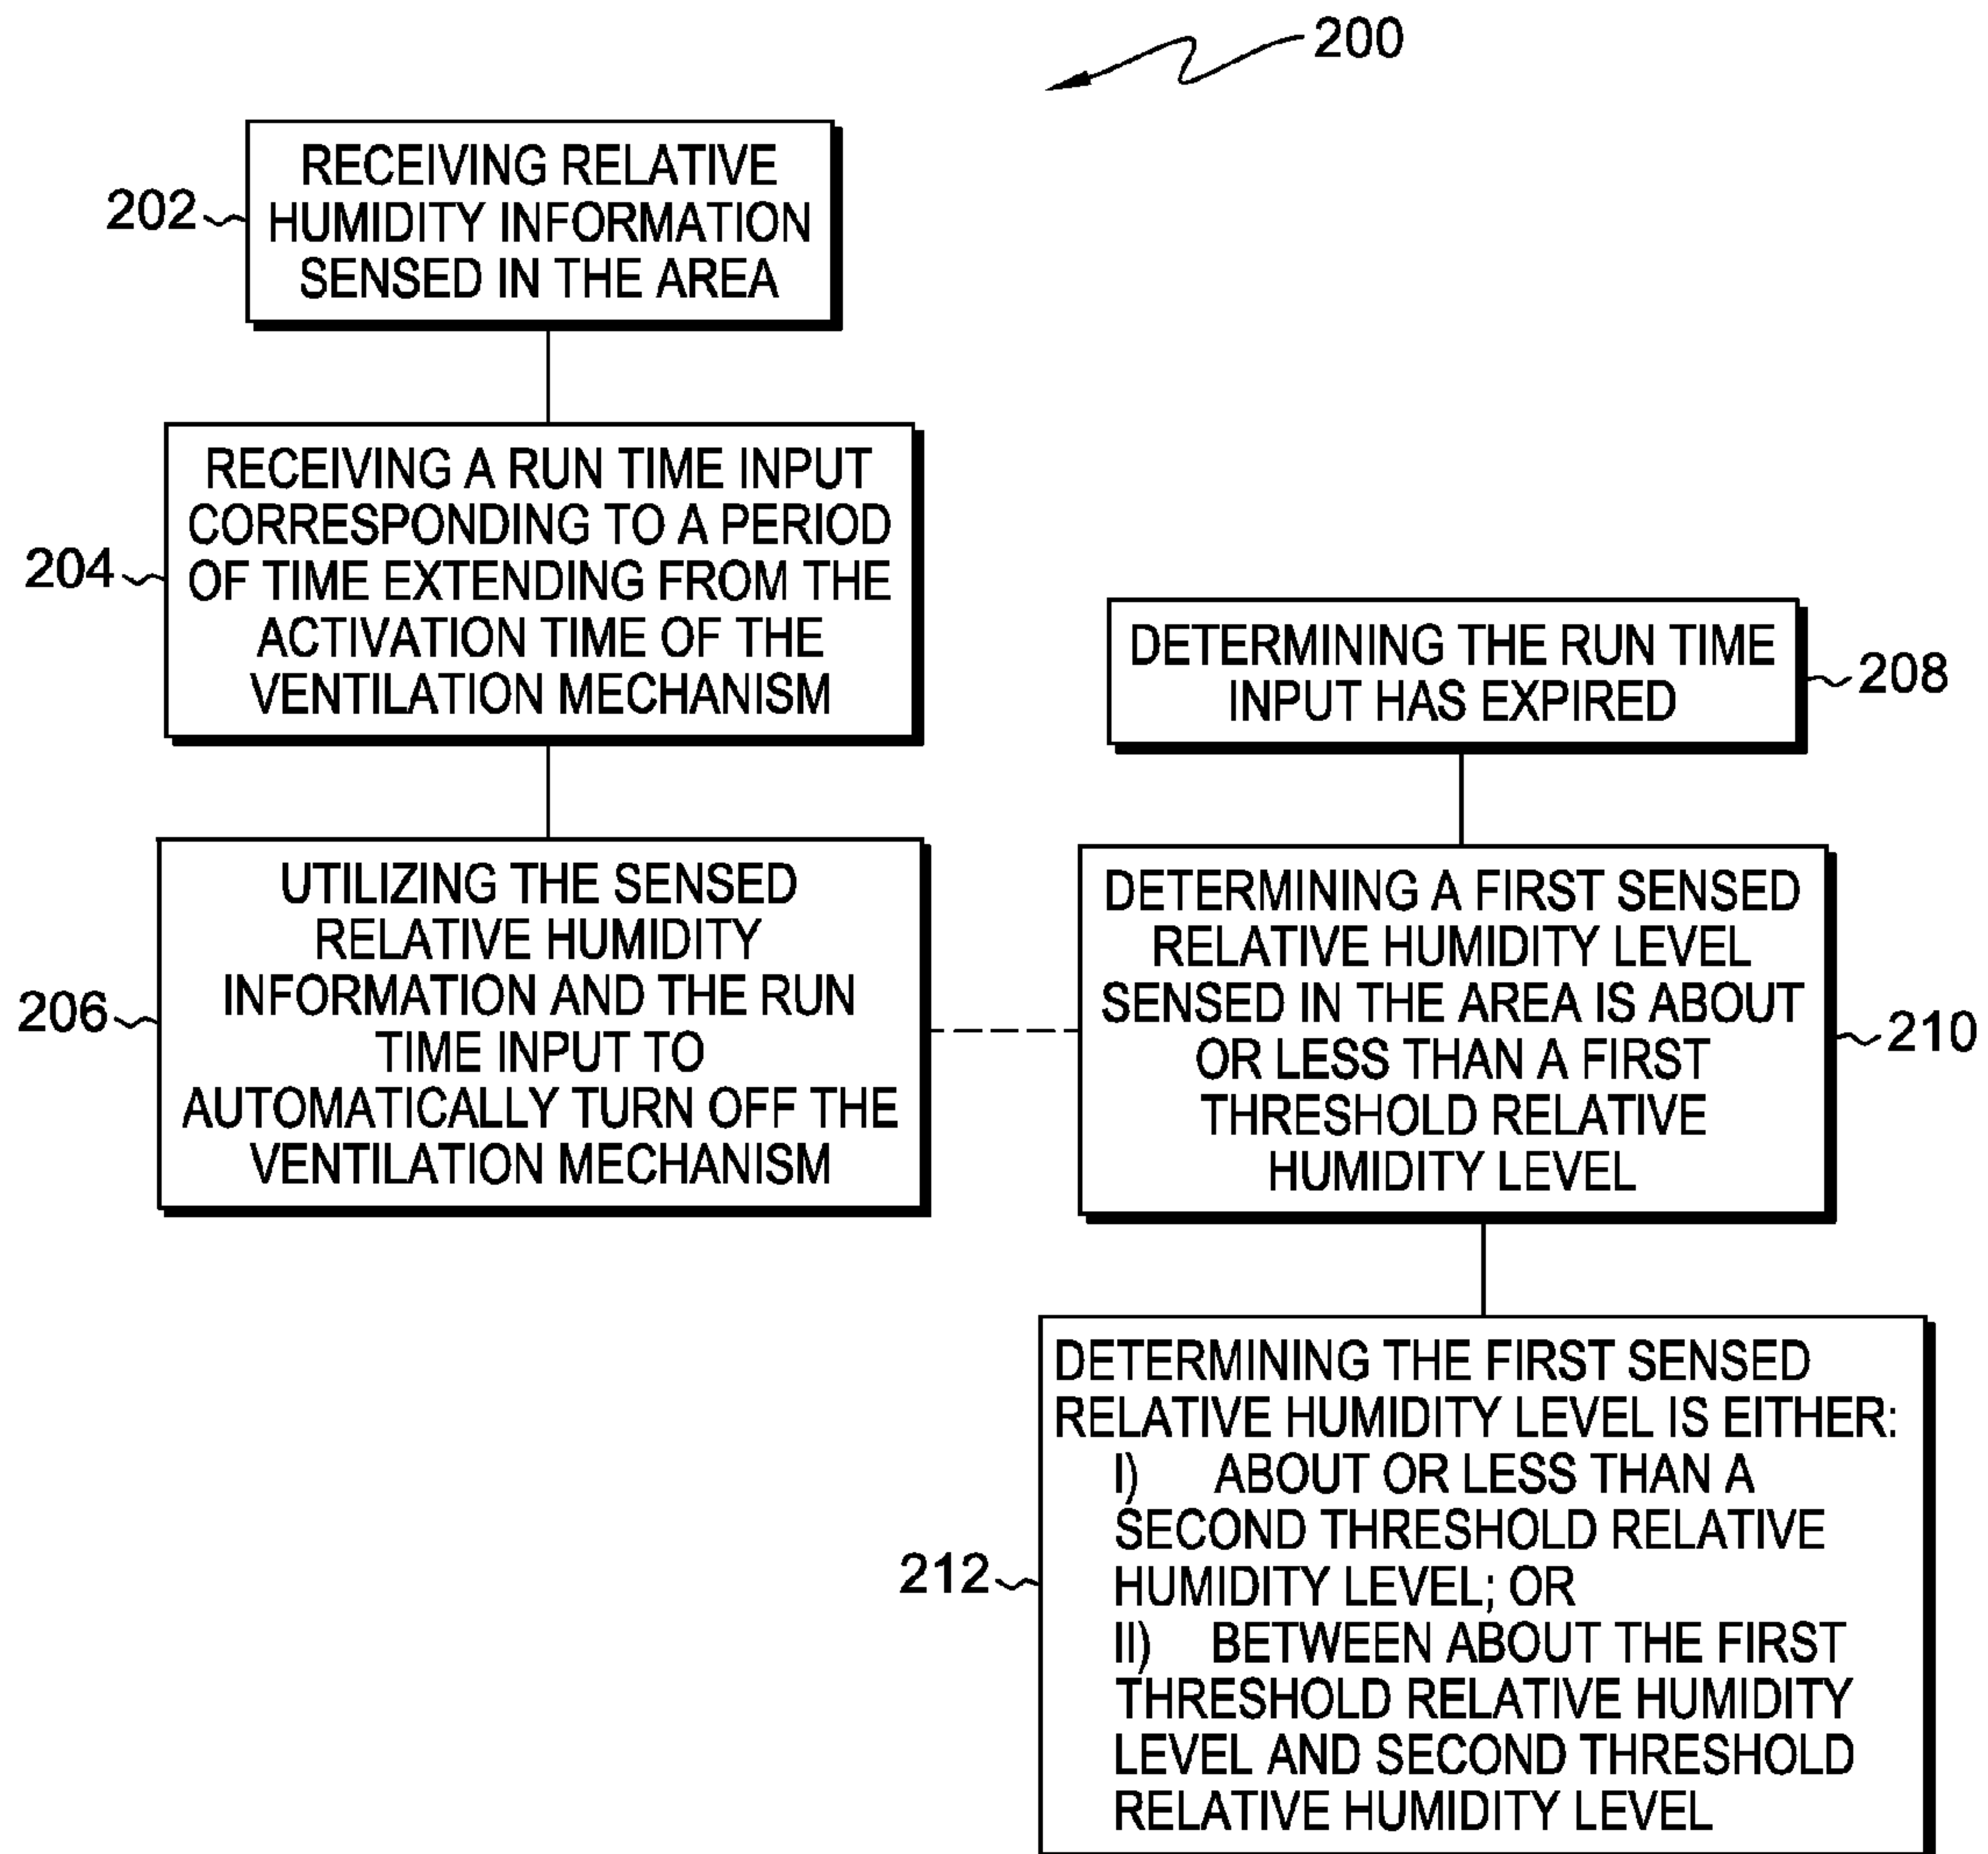 200
202
RECEIVING RELATIVE
HUMIDITY INFORMATION
SENSED IN THE AREA
204
RECEIVING A RUN TIME INPUT
CORRESPONDING TO A PERIOD
OF TIME EXTENDING FROM THE
ACTIVATION TIME OF THE
VENTILATION MECHANISM
206
UTILIZING THE SENSED
RELATIVE HUMIDITY
INFORMATION AND THE RUN
TIME INPUT TO
AUTOMATICALLY TURN OFF THE
VENTILATION MECHANISM
DETERMINING THE RUN TIME
INPUT HAS EXPIRED
208
DETERMINING A FIRST SENSED
RELATIVE HUMIDITY LEVEL
SENSED IN THE AREA IS ABOUT
OR LESS THAN A FIRST
THRESHOLD RELATIVE
HUMIDITY LEVEL
210
212
DETERMINING THE FIRST SENSED
RELATIVE HUMIDITY LEVEL IS EITHER:
I) ABOUT OR LESS THAN A
SECOND THRESHOLD RELATIVE
HUMIDITY LEVEL; OR
II) BETWEEN ABOUT THE FIRST
THRESHOLD RELATIVE HUMIDITY
LEVEL AND SECOND THRESHOLD
RELATIVE HUMIDITY LEVEL